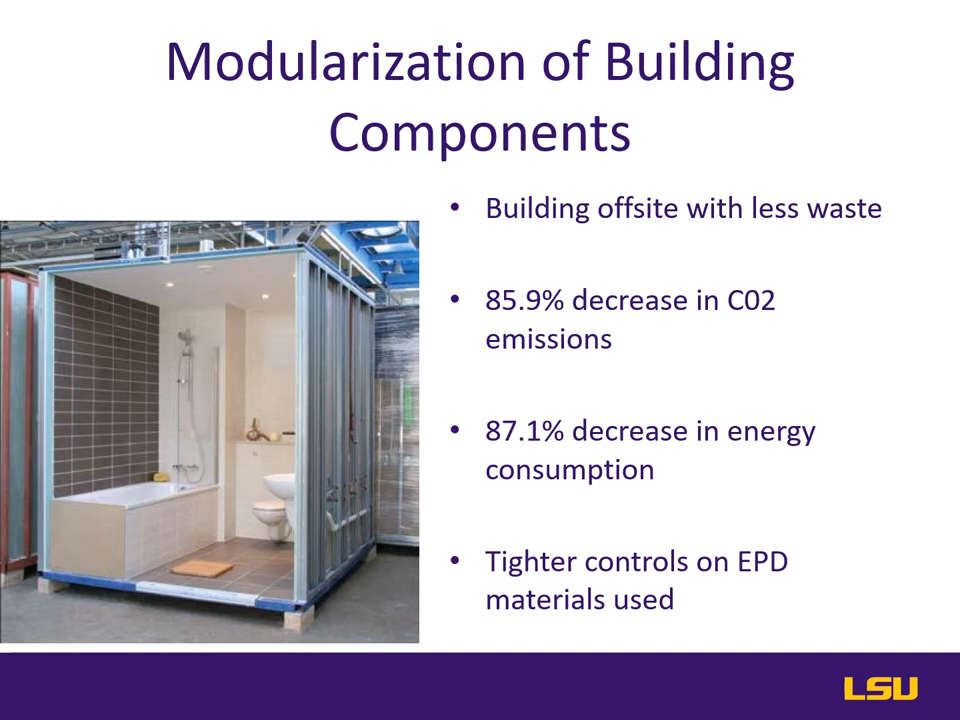 Modularization of Building
Components
• Building offsite with less waste
• 85.9% decrease in C02
emissions
• 87.1% decrease in energy
consumption
• Tighter controls on EPD
materials used
LSU